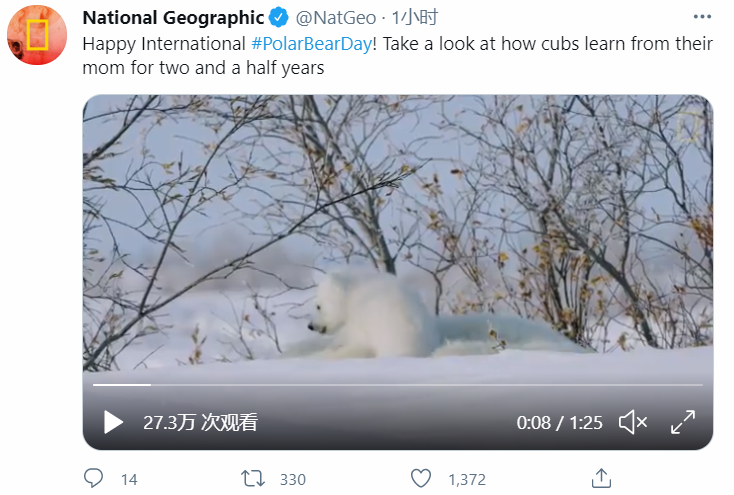 National Geographic @NatGeo · 1小时
Happy International #PolarBearDay! Take a look at how cubs learn from their
mom for two and a half years
27.3万 次观看 0:08 / 1:25
14 330 1,372